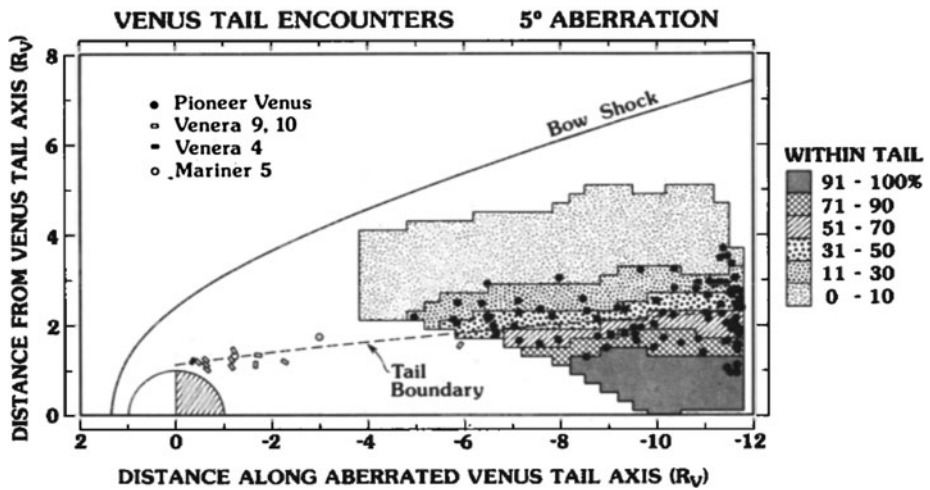 VENUS TAIL ENCOUNTERS 5° ABERRATION
DISTANCE FROM VENUS TAIL AXIS (Rᵥ)
8
6
4
2
0
Pioneer Venus
Venera 9, 10
Venera 4
Mariner 5
Bow Shock
Tail
Boundary
WITHIN TAIL
91 - 100%
71 - 90
51 - 70
31 - 50
11 - 30
0 - 10
2 0 -2 -4 -6 -8 -10 -12
DISTANCE ALONG ABERRATED VENUS TAIL AXIS (Rᵥ)